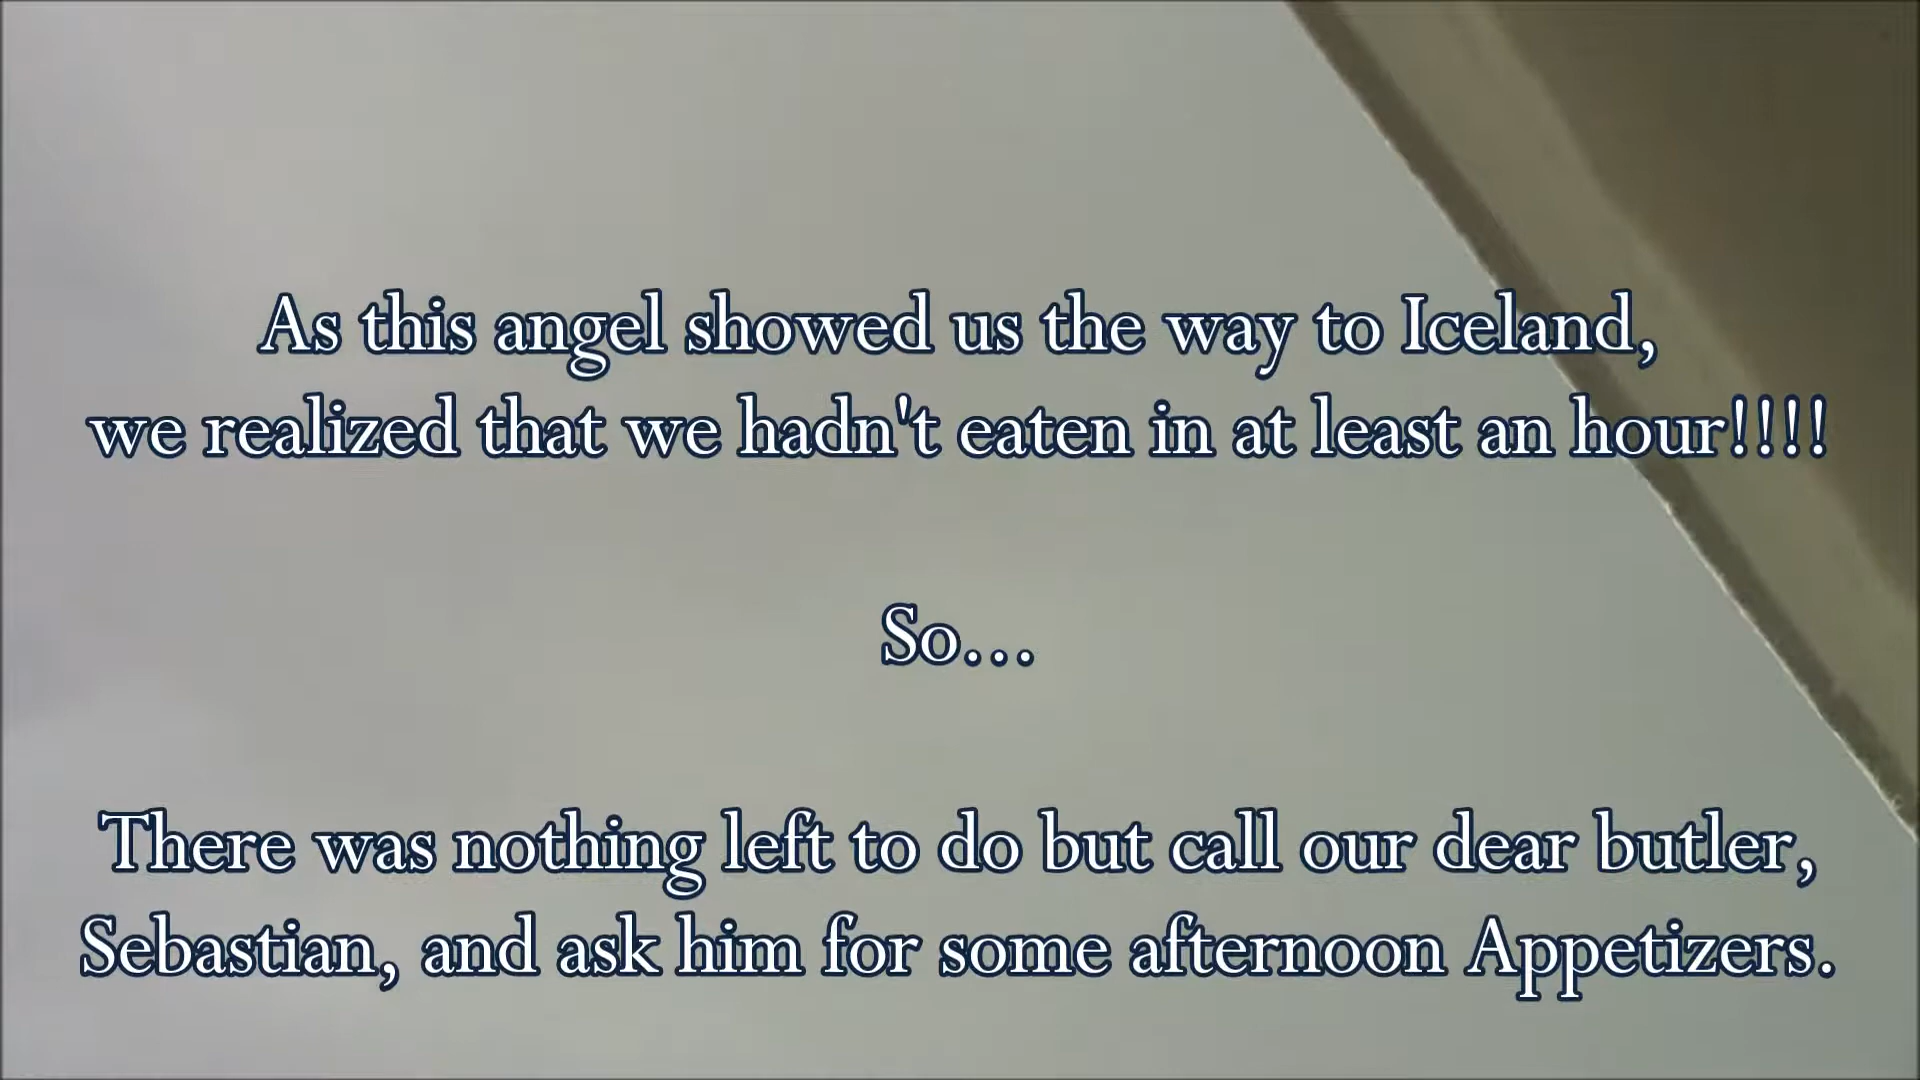 As this angel showed us the way to Iceland,
we realized that we hadn't eaten in at least an hour!!!!
So...
There was nothing left to do but call our dear butler,
Sebastian, and ask him for some afternoon Appetizers.